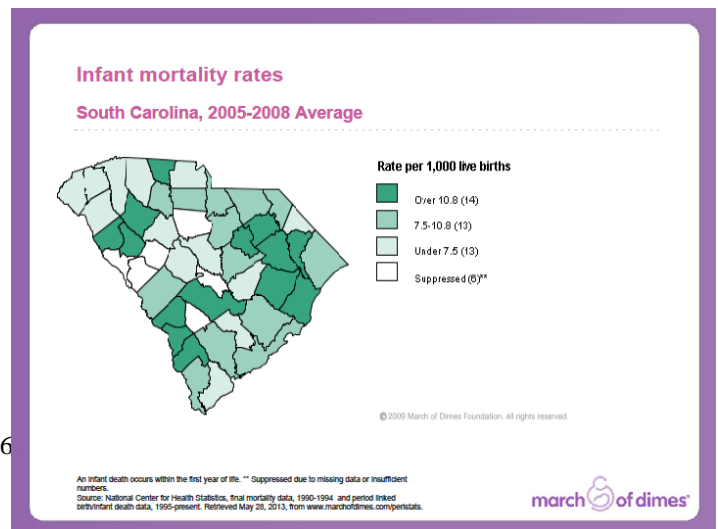 Infant mortality rates
South Carolina, 2005-2008 Average
Rate per 1,000 live births
Over 10.8 (14)
7.5-10.8 (13)
Under 7.5 (13)
Suppressed (6)**
© 2009 March of Dimes Foundation. All rights reserved.
6
An infant death occurs within the first year of life. ** Suppressed due to missing data or insufficient
numbers.
Source: National Center for Health Statistics, final mortality data, 1990-1994 and period linked
birth/infant death data, 1995-present. Retrieved May 28, 2013, from www.marchofdimes.com/peristats.
march of dimes®